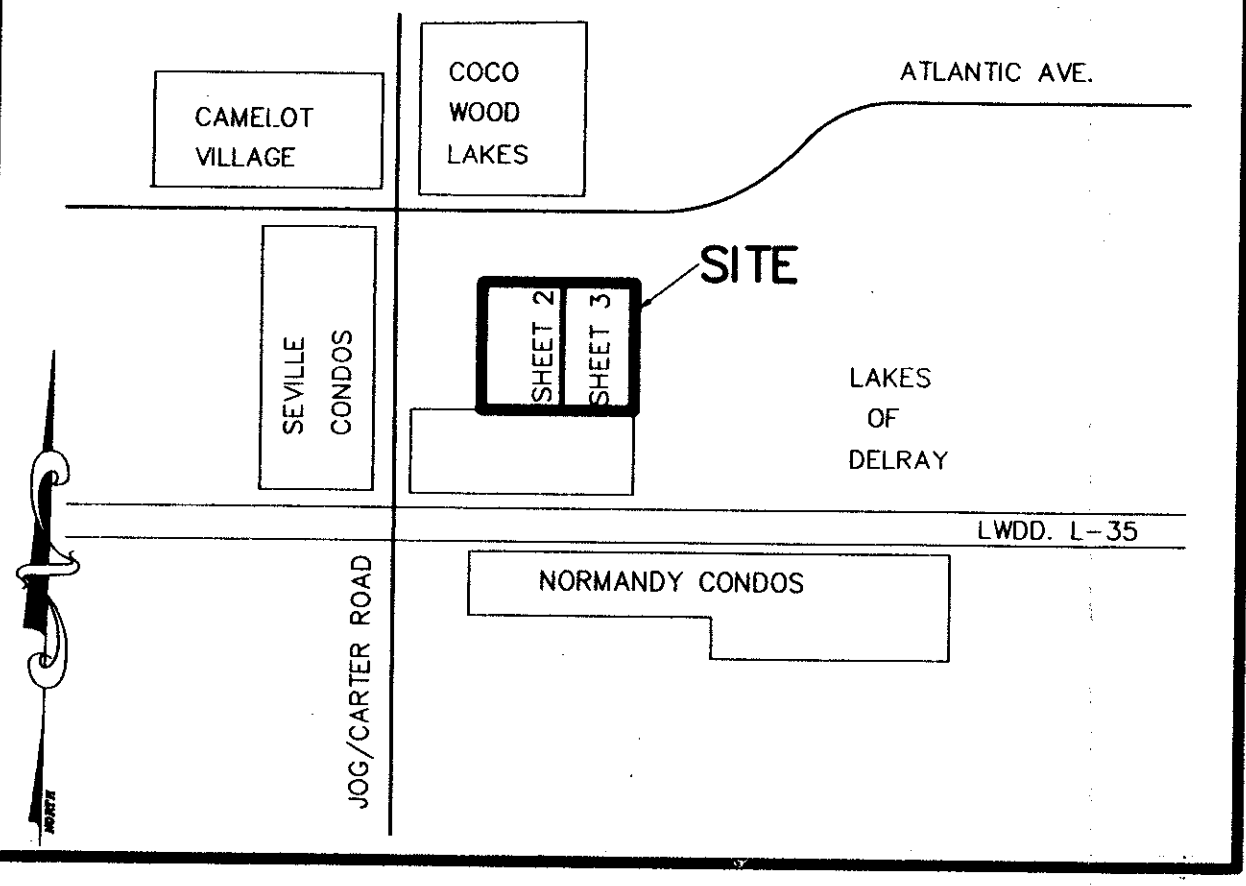 COCO
WOOD
LAKES
ATLANTIC AVE.
CAMELOT
VILLAGE
SITE
SHEET 2
SHEET 3
SEVILLE
CONDOS
LAKES
OF
DELRAY
LWDD. L-35
NORMANDY CONDOS
JOG/CARTER ROAD
NORTH